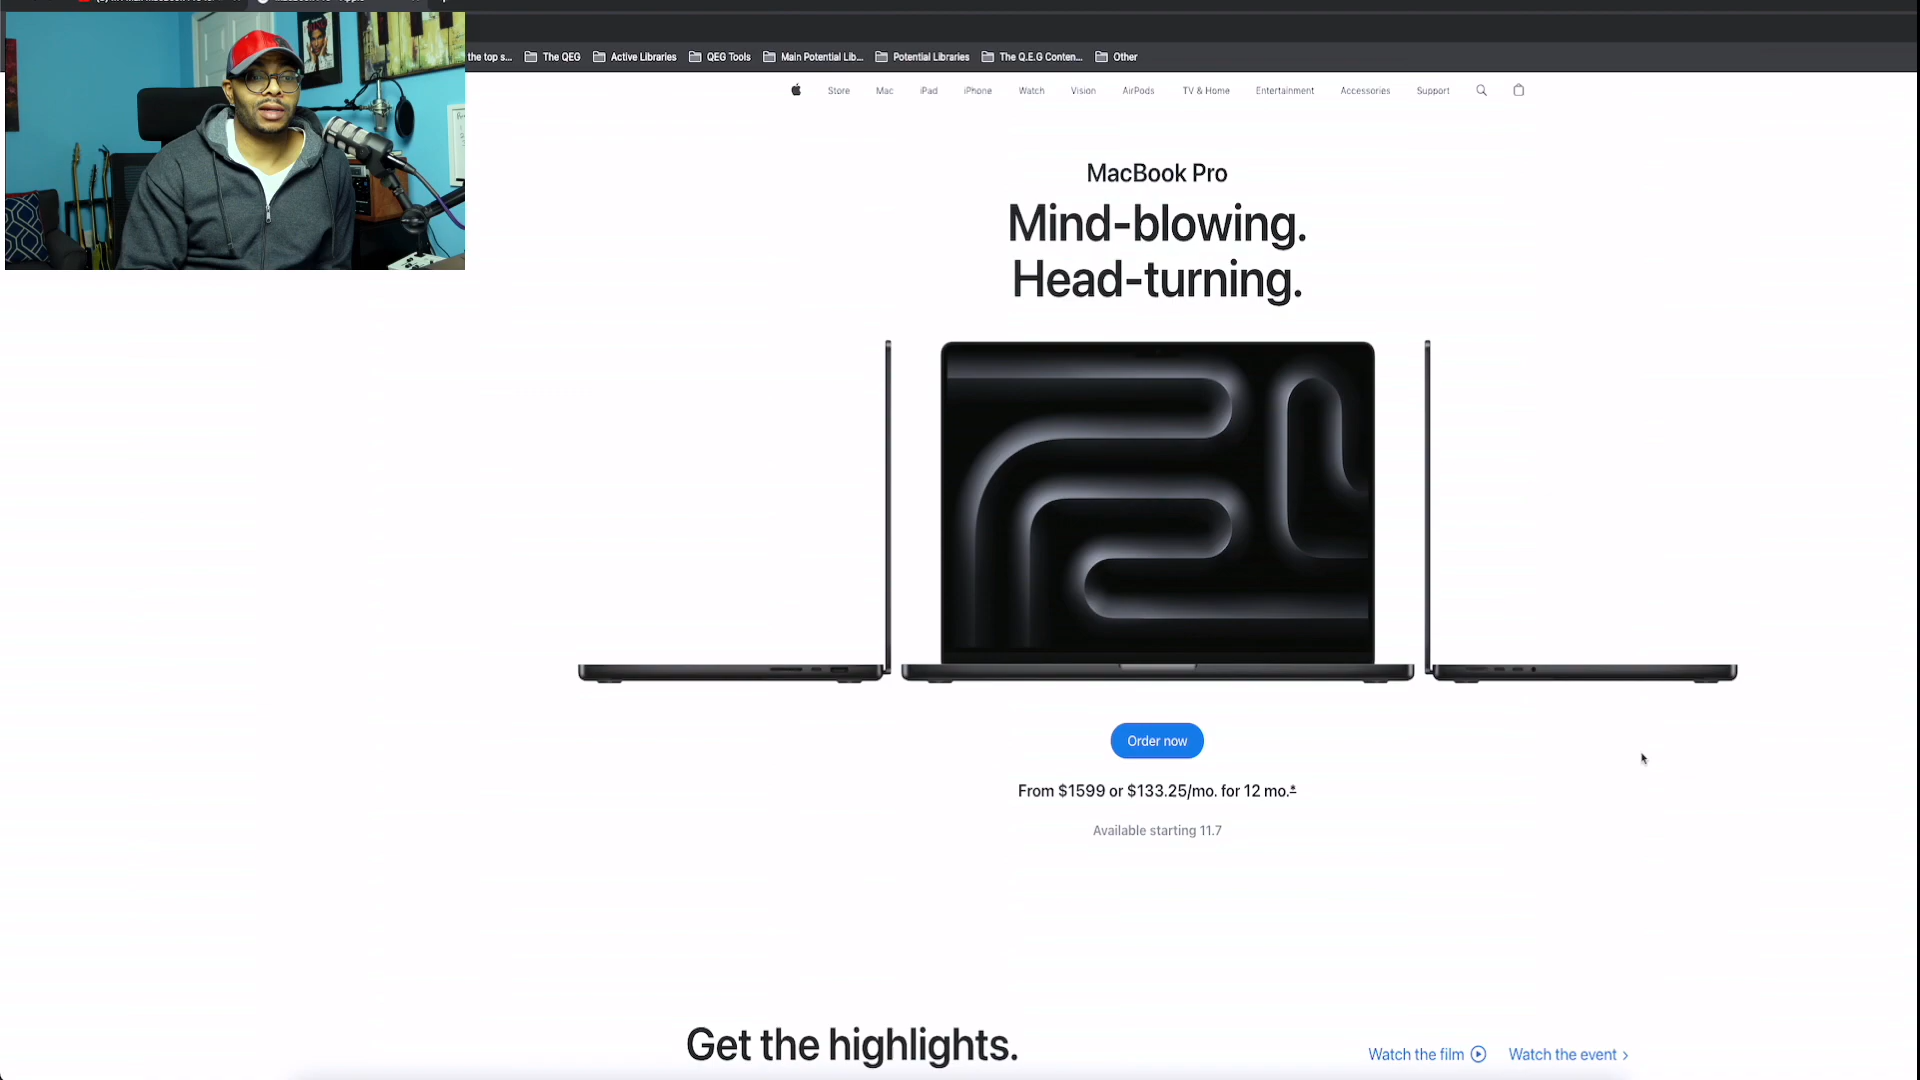 the top s...
The QEG
Active Libraries
QEG Tools
Main Potential Lib...
Potential Libraries
The Q.E.G Conten...
Other
Store
Mac
iPad
iPhone
Watch
Vision
AirPods
TV & Home
Entertainment
Accessories
Support
MacBook Pro
Mind-blowing.
Head-turning.
Order now
From $1599 or $133.25/mo. for 12 mo.*
Available starting 11.7
Get the highlights.
Watch the film
Watch the event >